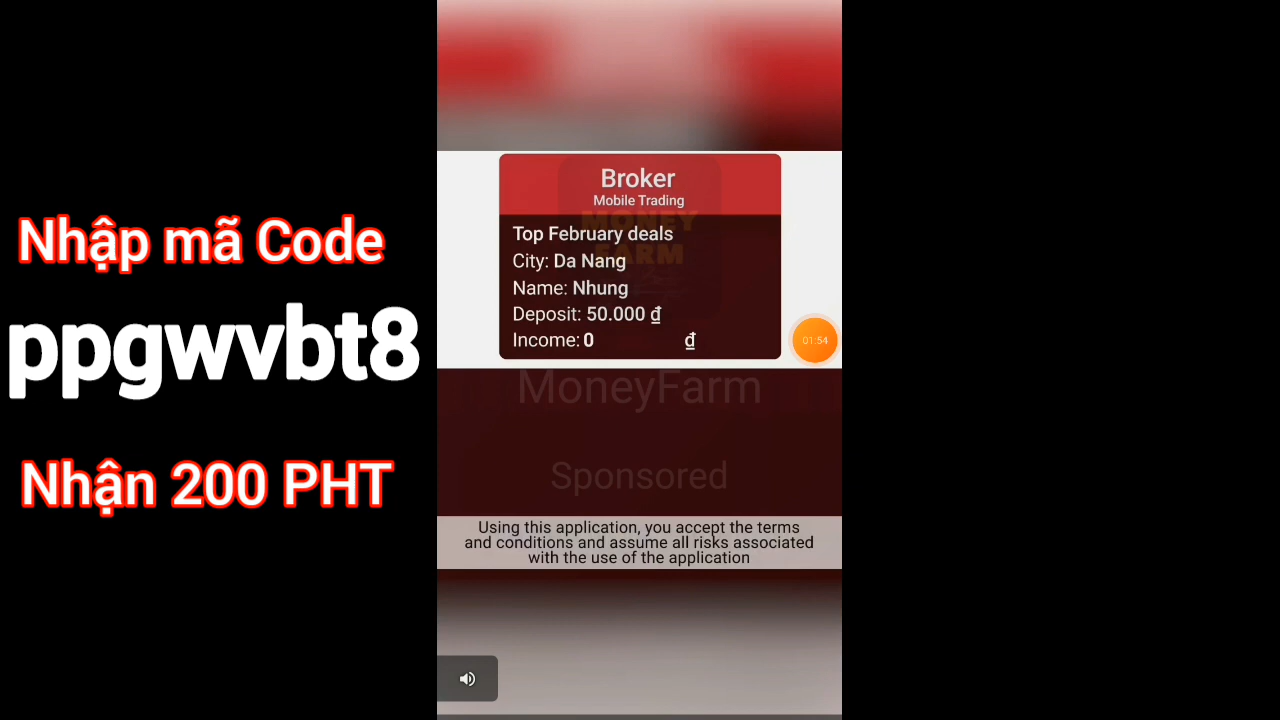 Nhập mã Code
ppgwvbt8
Nhận 200 PHT
Broker
Mobile Trading
MONEY
FARM
Top February deals
City: Da Nang
Name: Nhung
Deposit: 50.000 ₫
Income: 0 ₫
01:54
MoneyFarm
Sponsored
Using this application, you accept the terms
and conditions and assume all risks associated
with the use of the application